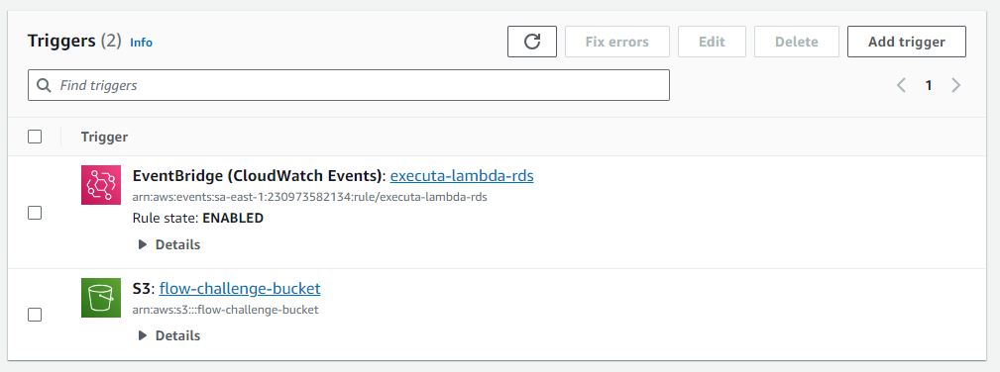 Triggers (2) Info
Fix errors
Edit
Delete
Add trigger
Find triggers
1
Trigger
EventBridge (CloudWatch Events): executa-lambda-rds
arn:aws:events:sa-east-1:230973582134:rule/executa-lambda-rds
Rule state: ENABLED
Details
S3: flow-challenge-bucket
arn:aws:s3:::flow-challenge-bucket
Details